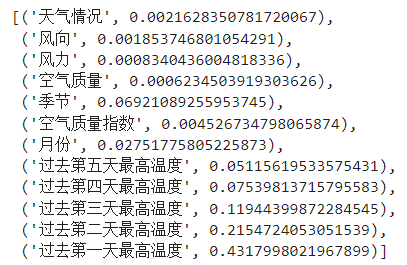 [('天气情况', 0.0021628350781720067),
('风向', 0.001853746801054291),
('风力', 0.0008340436004818336),
('空气质量', 0.0006234503919303626),
('季节', 0.06921089255953745),
('空气质量指数', 0.004526734798065874),
('月份', 0.02751775805225873),
('过去第五天最高温度', 0.05115619533575431),
('过去第四天最高温度', 0.07539813715795583),
('过去第三天最高温度', 0.11944399872284545),
('过去第二天最高温度', 0.2154724053051539),
('过去第一天最高温度', 0.4317998021967899)]